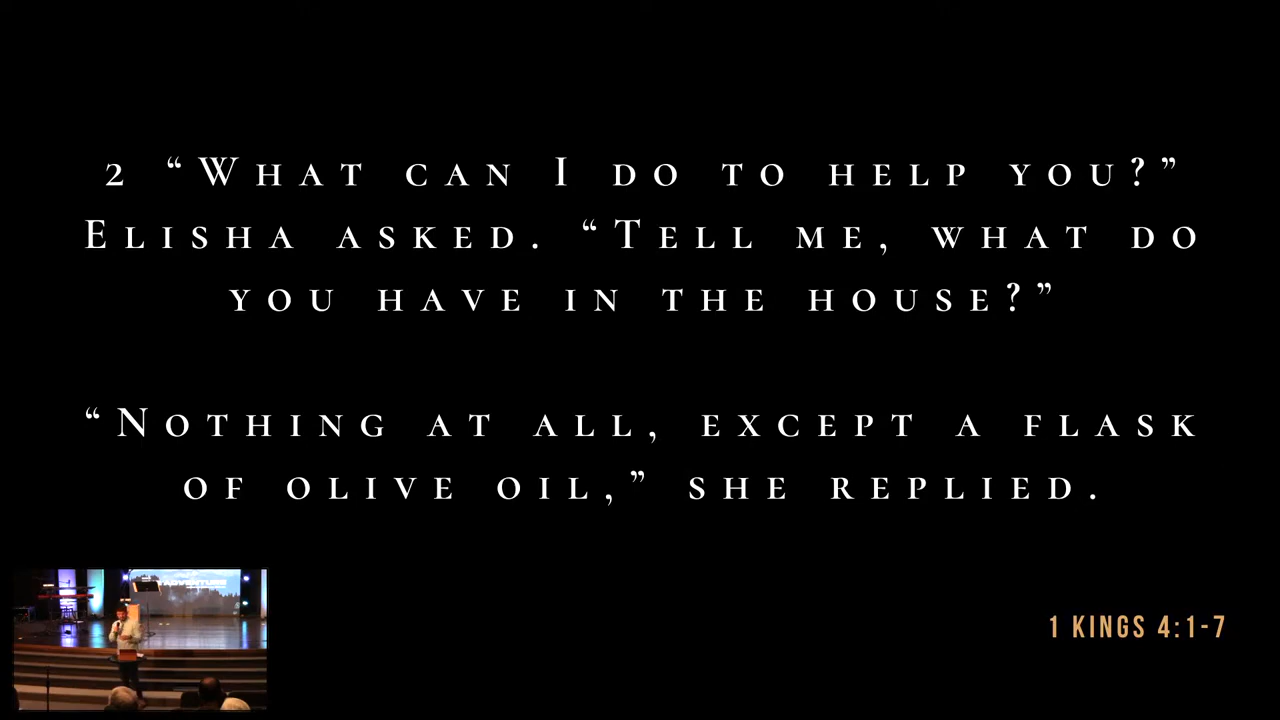 2 “What can I do to help you?”
Elisha asked. “Tell me, what do
you have in the house?”
“Nothing at all, except a flask
of olive oil,” she replied.
1 KINGS 4:1-7